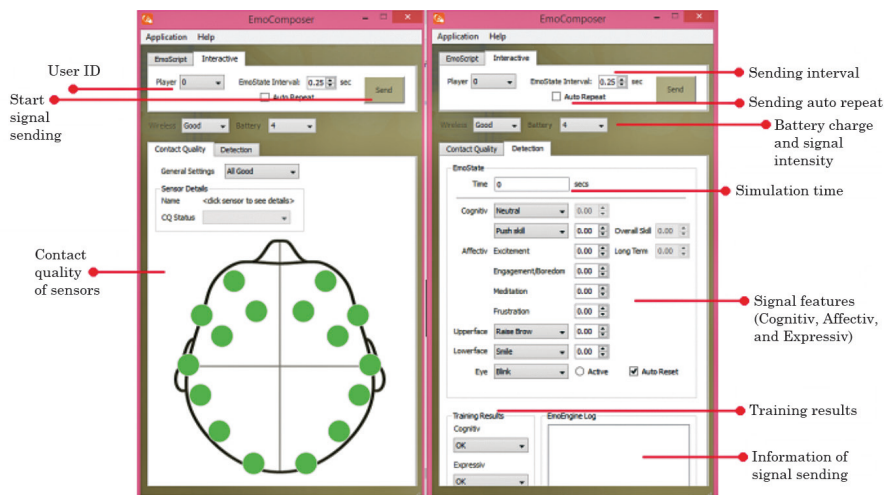 User ID
Start
signal
sending
Contact
quality
of sensors
EmoComposer
Application Help
EmoScript Interactive
Player 0 EmoState Interval: 0.25 sec
Auto Repeat
Send
Wireless Good Battery 4
Contact Quality Detection
General Settings All Good
Sensor Details
Name <click sensor to see details>
CQ Status
EmoComposer
Application Help
EmoScript Interactive
Player 0 EmoState Interval: 0.25 sec
Auto Repeat
Send
Wireless Good Battery 4
Contact Quality Detection
EmoState
Time 0 secs
Cognitiv Neutral 0.00
Push skill 0.00 Overall Skill 0.00
Affectiv Excitement 0.00 Long Term 0.00
Engagement/Boredom 0.00
Meditation 0.00
Frustration 0.00
Upperface Raise Brow 0.00
Lowerface Smile 0.00
Eye Blink Active Auto Reset
Training Results
Cognitiv
OK
Expressiv
OK
EmoEngine Log
Sending interval
Sending auto repeat
Battery charge
and signal
intensity
Simulation time
Signal features
(Cognitiv, Affectiv,
and Expressiv)
Training results
Information of
signal sending